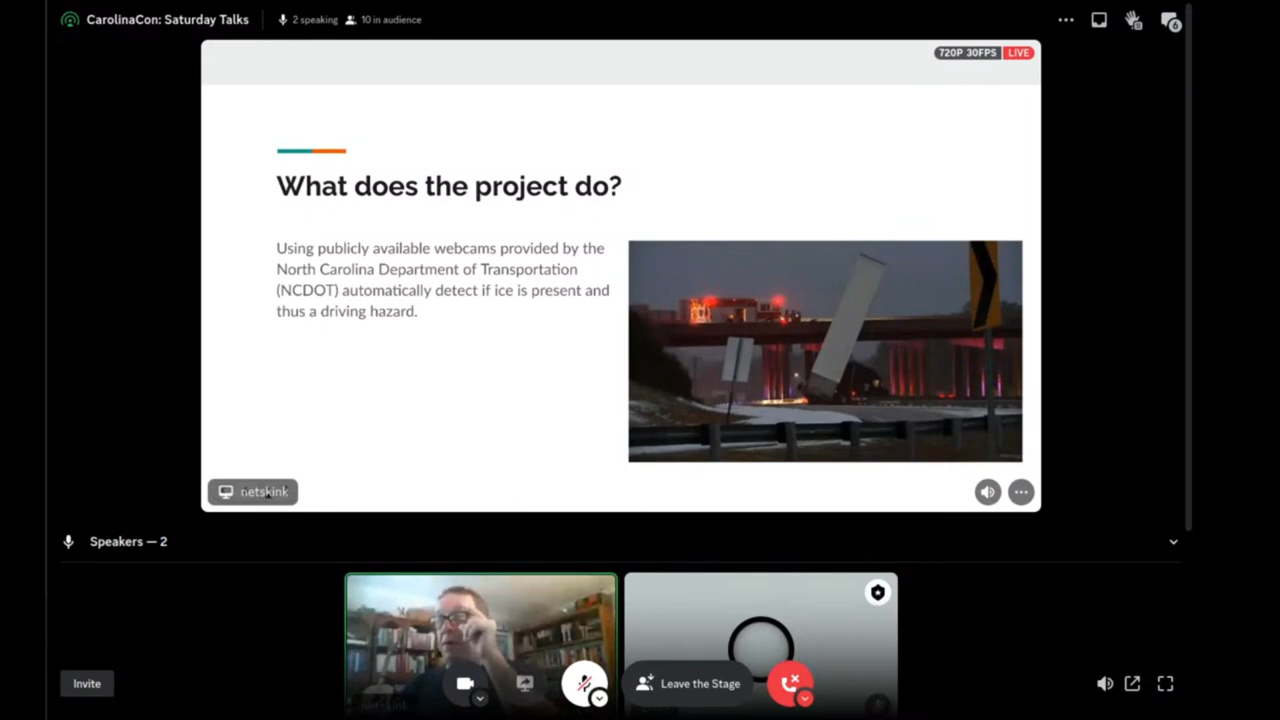 CarolinaCon: Saturday Talks
2 speaking
10 in audience
6
720P 30FPS
LIVE
What does the project do?
Using publicly available webcams provided by the
North Carolina Department of Transportation
(NCDOT) automatically detect if ice is present and
thus a driving hazard.
netskink
Speakers — 2
Invite
netskink
Leave the Stage